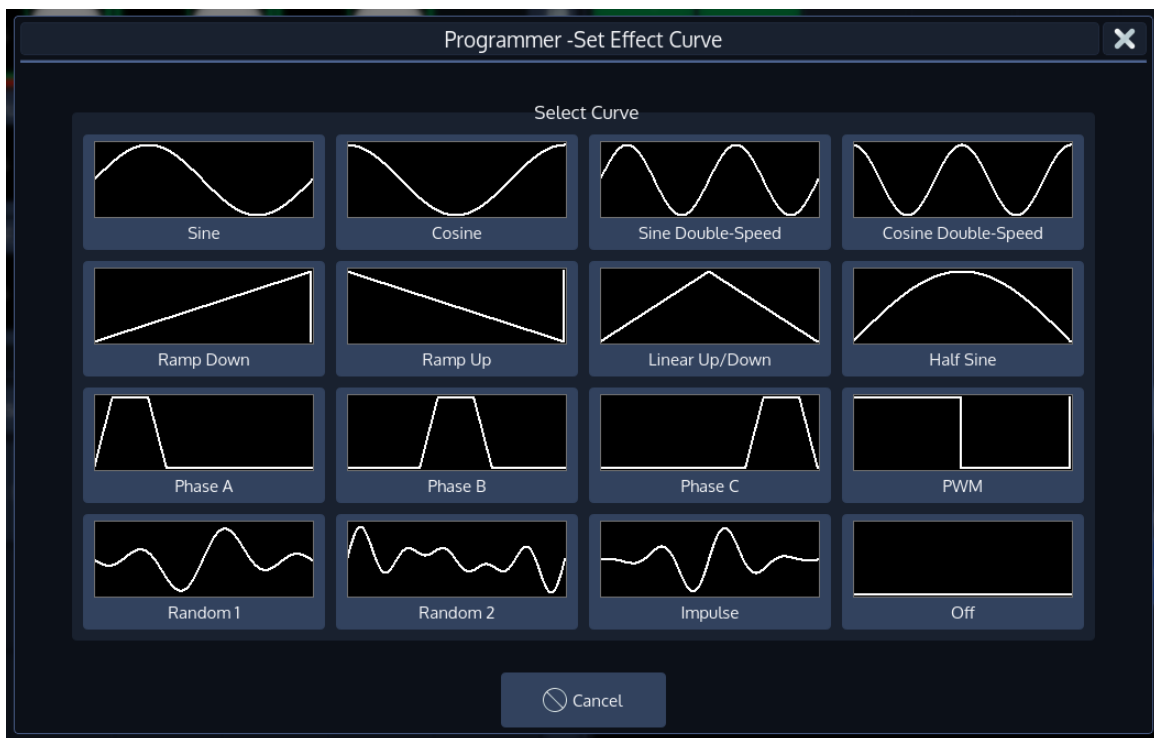 Programmer -Set Effect Curve
Select Curve
Sine
Cosine
Sine Double-Speed
Cosine Double-Speed
Ramp Down
Ramp Up
Linear Up/Down
Half Sine
Phase A
Phase B
Phase C
PWM
Random 1
Random 2
Impulse
Off
Cancel